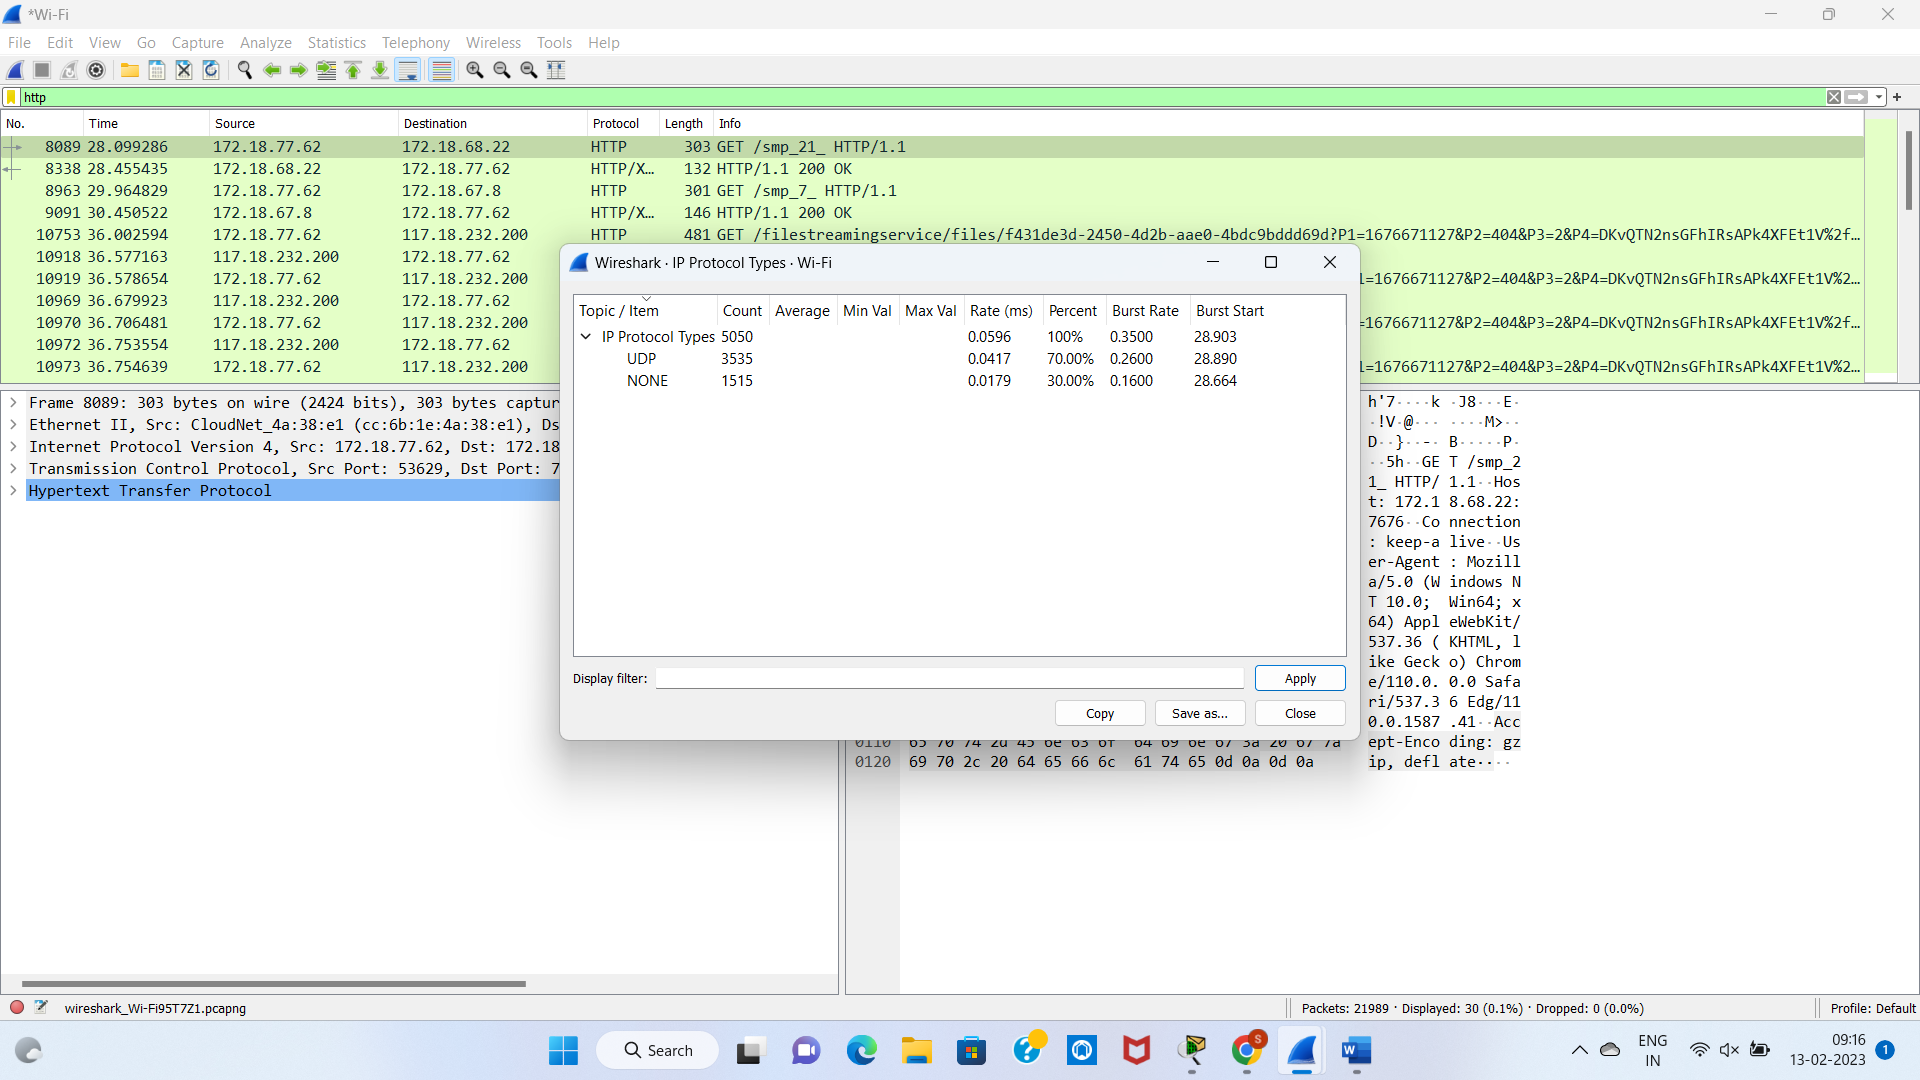 *Wi-Fi
File Edit View Go Capture Analyze Statistics Telephony Wireless Tools Help
http
No. Time Source Destination Protocol Length Info
8089 28.099286 172.18.77.62 172.18.68.22 HTTP 303 GET /smp_21_ HTTP/1.1
8338 28.455435 172.18.68.22 172.18.77.62 HTTP/X… 132 HTTP/1.1 200 OK
8963 29.964829 172.18.77.62 172.18.67.8 HTTP 301 GET /smp_7_ HTTP/1.1
9091 30.450522 172.18.67.8 172.18.77.62 HTTP/X… 146 HTTP/1.1 200 OK
10753 36.002594 172.18.77.62 117.18.232.200 HTTP 481 GET /filestreamingservice/files/f431de3d-2450-4d2b-aae0-4bdc9bddd69d?P1=1676671127&P2=404&P3=2&P4=DKvQTN2nsGFhIRsAPk4XFEt1V%2f…
10918 36.577163 117.18.232.200 172.18.77.62
10919 36.578654 172.18.77.62 117.18.232.200 1=1676671127&P2=404&P3=2&P4=DKvQTN2nsGFhIRsAPk4XFEt1V%2…
10969 36.679923 117.18.232.200 172.18.77.62
10970 36.706481 172.18.77.62 117.18.232.200 1=1676671127&P2=404&P3=2&P4=DKvQTN2nsGFhIRsAPk4XFEt1V%2f…
10972 36.753554 117.18.232.200 172.18.77.62
10973 36.754639 172.18.77.62 117.18.232.200 1=1676671127&P2=404&P3=2&P4=DKvQTN2nsGFhIRsAPk4XFEt1V%2…
Wireshark · IP Protocol Types · Wi-Fi
Topic / Item Count Average Min Val Max Val Rate (ms) Percent Burst Rate Burst Start
IP Protocol Types 5050 0.0596 100% 0.3500 28.903
UDP 3535 0.0417 70.00% 0.2600 28.890
NONE 1515 0.0179 30.00% 0.1600 28.664
Display filter: Apply
Copy Save as... Close
Frame 8089: 303 bytes on wire (2424 bits), 303 bytes captur
Ethernet II, Src: CloudNet_4a:38:e1 (cc:6b:1e:4a:38:e1), Ds
Internet Protocol Version 4, Src: 172.18.77.62, Dst: 172.18
Transmission Control Protocol, Src Port: 53629, Dst Port: 7
Hypertext Transfer Protocol
h'7····k ·J8···E·
·!V·@··· ····M>··
D··}··-· B·····P·
··5h··GE T /smp_2
1_ HTTP/ 1.1··Hos
t: 172.1 8.68.22:
7676··Co nnection
: keep-a live··Us
er-Agent : Mozill
a/5.0 (W indows N
T 10.0;  Win64; x
64) Appl eWebKit/
537.36 ( KHTML, l
ike Geck o) Chrom
e/110.0. 0.0 Safa
ri/537.3 6 Edg/11
0.0.1587 .41··Acc
0110 65 70 74 2d 45 6e 63 6f 64 69 6e 67 3a 20 67 7a ept-Enco ding: gz
0120 69 70 2c 20 64 65 66 6c 61 74 65 0d 0a 0d 0a ip, defl ate····
wireshark_Wi-Fi95T7Z1.pcapng
Packets: 21989 · Displayed: 30 (0.1%) · Dropped: 0 (0.0%)
Profile: Default
Search
S
W
ENG
IN
09:16
13-02-2023
1